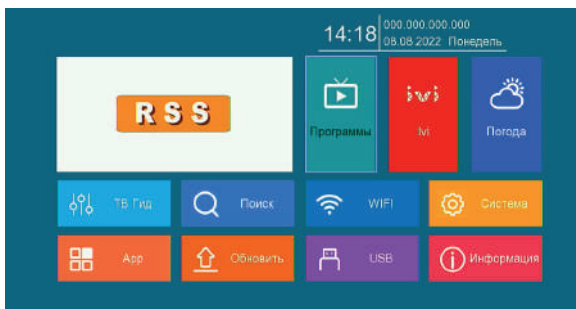 14:18
000.000.000.000
08.08.2022 Понедель
RSS
ivi
Программы
Ivi
Погода
ТВ Гид
Поиск
WIFI
Система
App
Обновить
USB
Информация